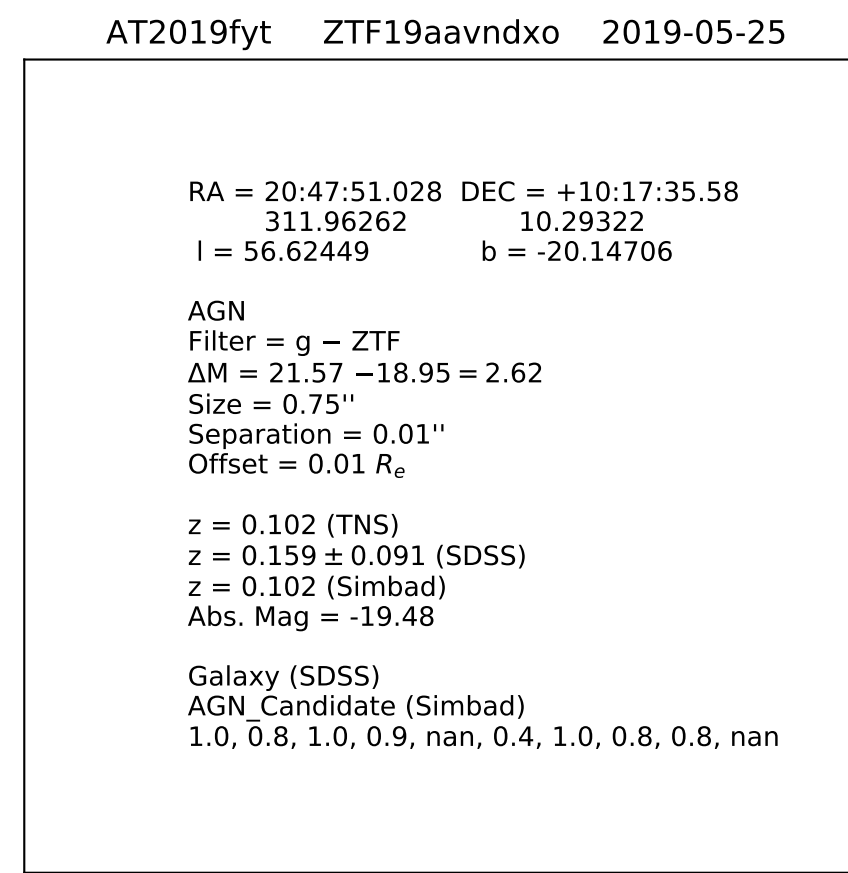 AT2019fyt ZTF19aavndxo 2019-05-25
RA = 20:47:51.028 DEC = +10:17:35.58
311.96262 10.29322
l = 56.62449 b = -20.14706
AGN
Filter = g − ZTF
ΔM = 21.57 −18.95 = 2.62
Size = 0.75''
Separation = 0.01''
Offset = 0.01 Re
z = 0.102 (TNS)
z = 0.159 ± 0.091 (SDSS)
z = 0.102 (Simbad)
Abs. Mag = -19.48
Galaxy (SDSS)
AGN_Candidate (Simbad)
1.0, 0.8, 1.0, 0.9, nan, 0.4, 1.0, 0.8, 0.8, nan